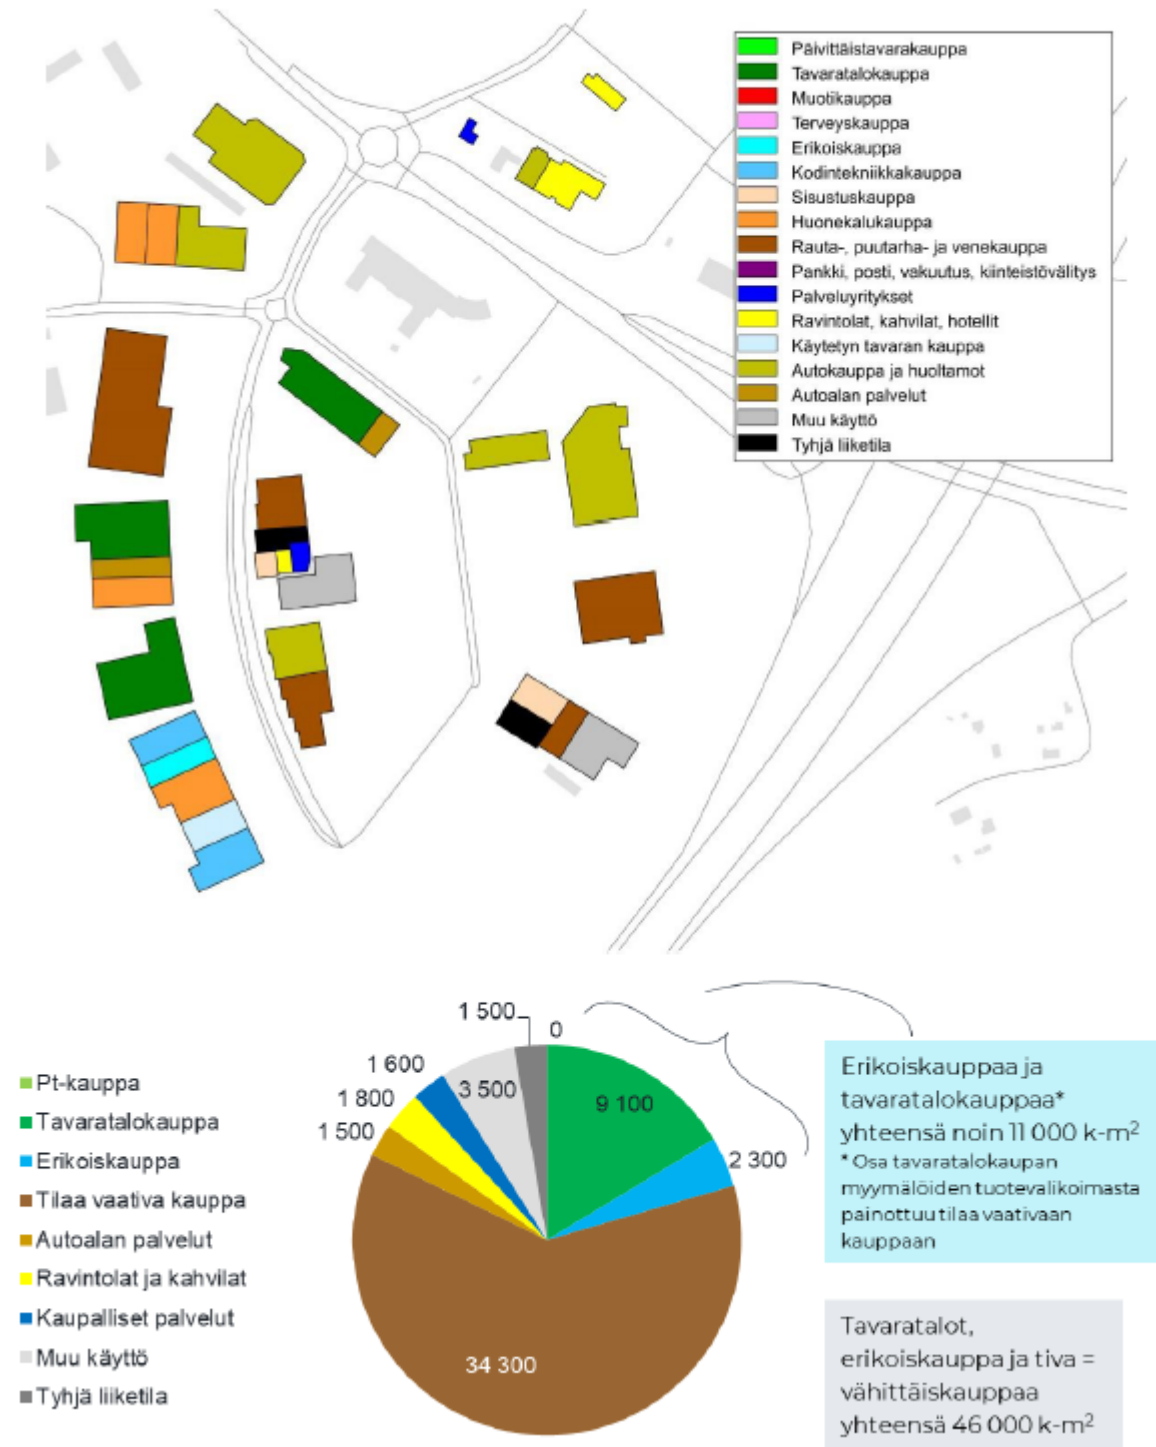 Päivittäistavarakauppa
Tavaratalokauppa
Muotikauppa
Terveyskauppa
Erikoiskauppa
Kodintekniikkakauppa
Sisustuskauppa
Huonekalukauppa
Rauta-, puutarha- ja venekauppa
Pankki, posti, vakuutus, kiinteistövälitys
Palveluyritykset
Ravintolat, kahvilat, hotellit
Käytetyn tavaran kauppa
Autokauppa ja huoltamot
Autoalan palvelut
Muu käyttö
Tyhjä liiketila
Pt-kauppa
Tavaratalokauppa
Erikoiskauppa
Tilaa vaativa kauppa
Autoalan palvelut
Ravintolat ja kahvilat
Kaupalliset palvelut
Muu käyttö
Tyhjä liiketila
0
9 100
2 300
34 300
1 500
1 800
1 600
3 500
1 500
Erikoiskauppaa ja
tavaratalokauppaa*
yhteensä noin 11 000 k-m²
* Osa tavaratalokaupan
myymälöiden tuotevalikoimasta
painottuu tilaa vaativaan
kauppaan
Tavaratalot,
erikoiskauppa ja tiva =
vähittäiskauppaa
yhteensä 46 000 k-m²